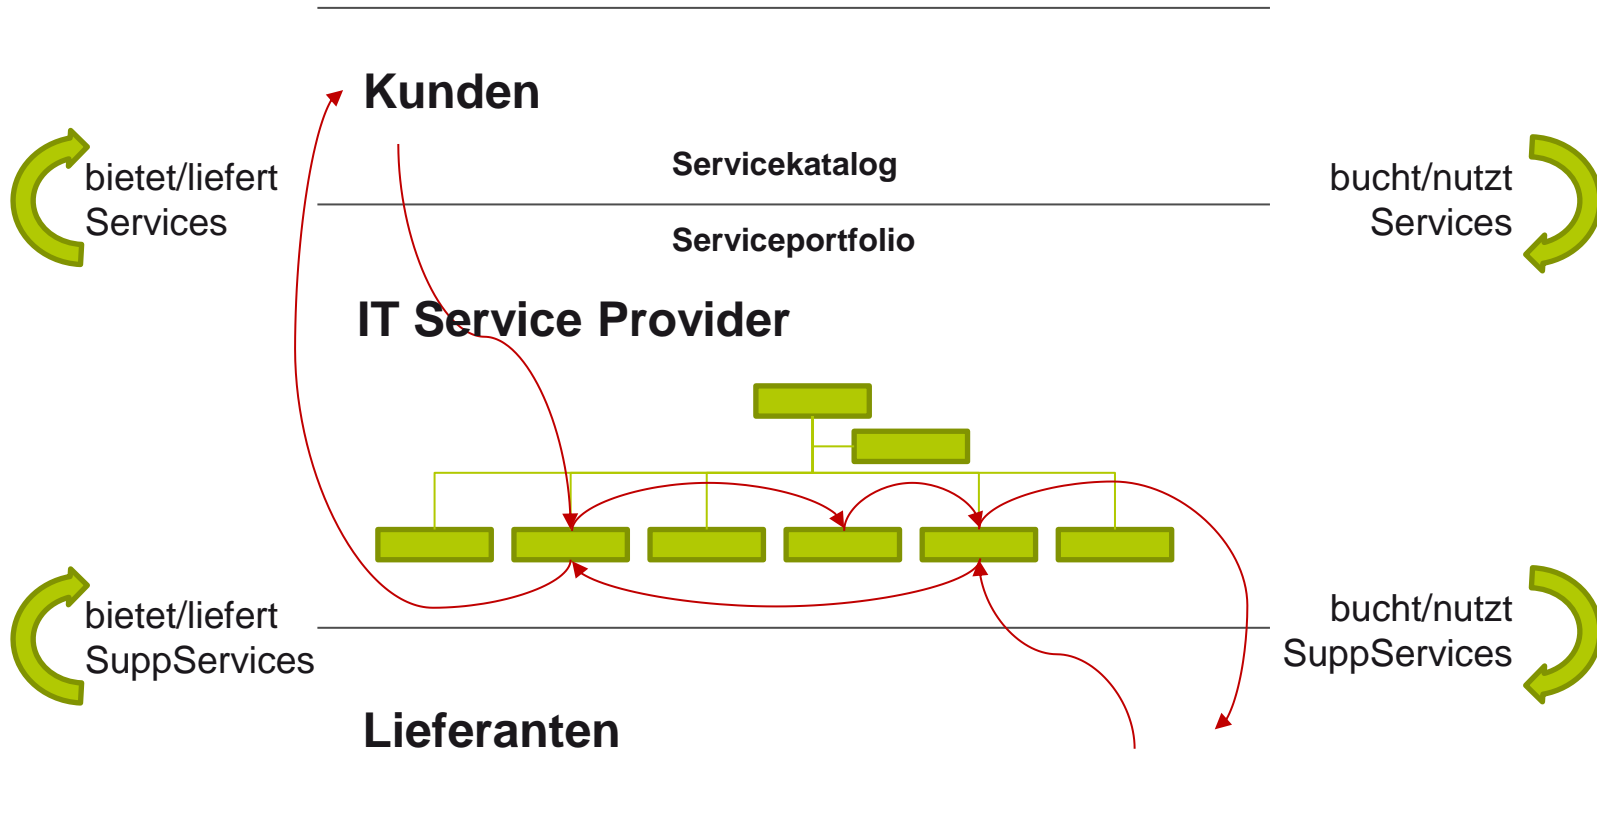 Kunden
Servicekatalog
bietet/liefert
Services
bucht/nutzt
Services
Serviceportfolio
IT Service Provider
bietet/liefert
SuppServices
bucht/nutzt
SuppServices
Lieferanten